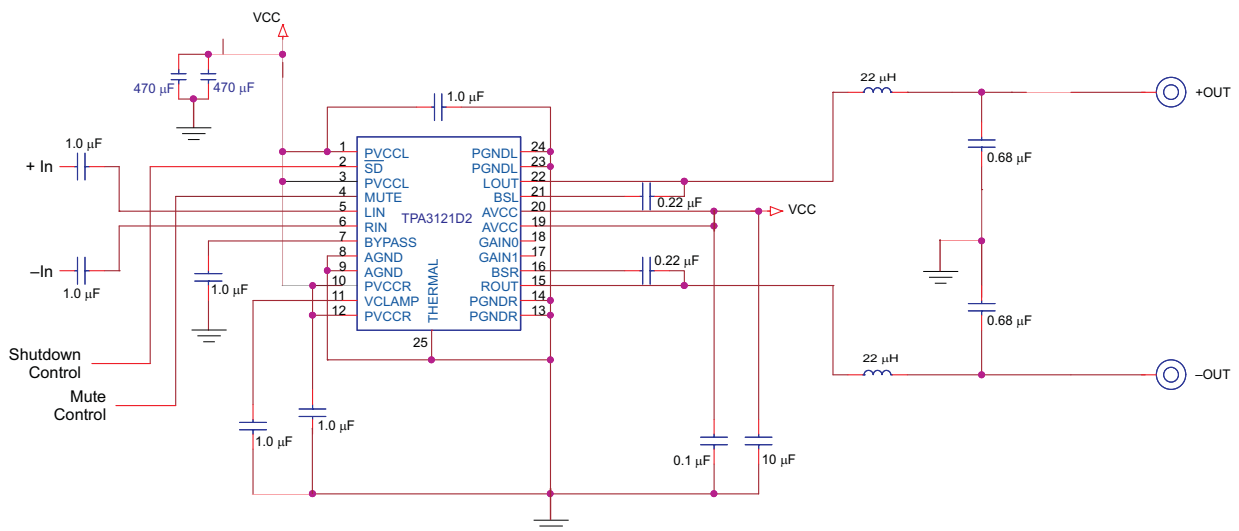 VCC
470 µF
470 µF
1.0 µF
1.0 µF
+ In
–In
1.0 µF
1.0 µF
Shutdown
Control
Mute
Control
1.0 µF
1.0 µF
1 PVCCL
2 SD
3 PVCCL
4 MUTE
5 LIN
6 RIN
7 BYPASS
8 AGND
9 AGND
10 PVCCR
11 VCLAMP
12 PVCCR
TPA3121D2
THERMAL
25
PGNDL 24
PGNDL 23
LOUT 22
BSL 21
AVCC 20
AVCC 19
GAIN0 18
GAIN1 17
BSR 16
ROUT 15
PGNDR 14
PGNDR 13
0.22 µF
VCC
0.22 µF
0.1 µF
10 µF
22 µH
+OUT
0.68 µF
0.68 µF
22 µH
–OUT